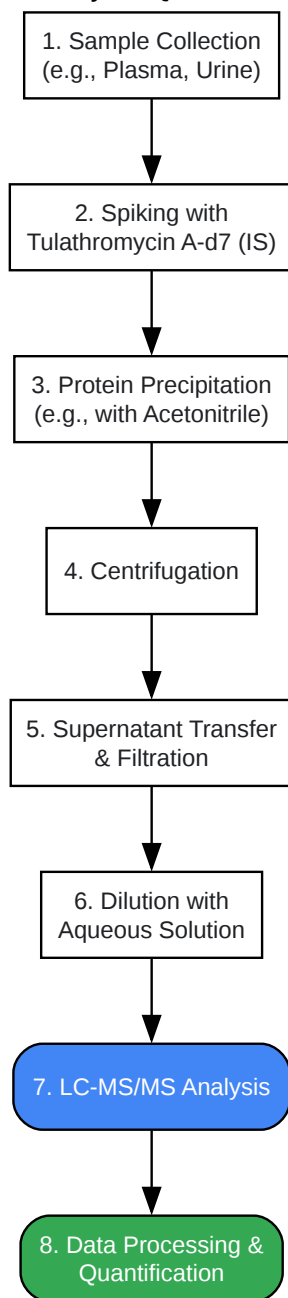 1. Sample Collection
(e.g., Plasma, Urine)
2. Spiking with
Tulathromycin A-d7 (IS)
3. Protein Precipitation
(e.g., with Acetonitrile)
4. Centrifugation
5. Supernatant Transfer
& Filtration
6. Dilution with
Aqueous Solution
7. LC-MS/MS Analysis
8. Data Processing &
Quantification